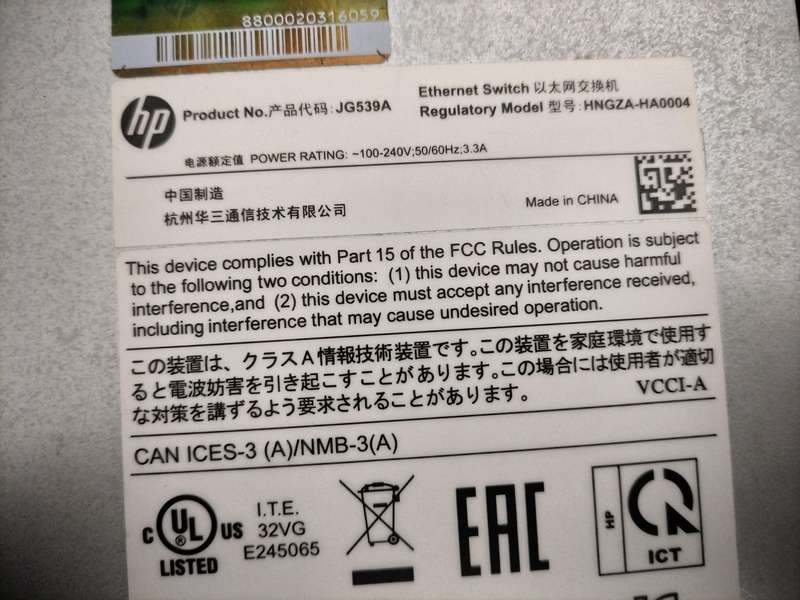 8800020316059
hp
Product No.产品代码: JG539A
Ethernet Switch 以太网交换机
Regulatory Model 型号: HNGZA-HA0004
电源额定值 POWER RATING: ~100-240V;50/60Hz;3.3A
中国制造
杭州华三通信技术有限公司
Made in CHINA
This device complies with Part 15 of the FCC Rules. Operation is subject
to the following two conditions: (1) this device may not cause harmful
interference,and (2) this device must accept any interference received,
including interference that may cause undesired operation.
この装置は、クラスA情報技術装置です。この装置を家庭環境で使用す
ると電波妨害を引き起こすことがあります。この場合には使用者が適切
な対策を講ずるよう要求されることがあります。
VCCI-A
CAN ICES-3 (A)/NMB-3(A)
C UL US
®
LISTED
I.T.E.
32VG
E245065
EAC
HP
ICT